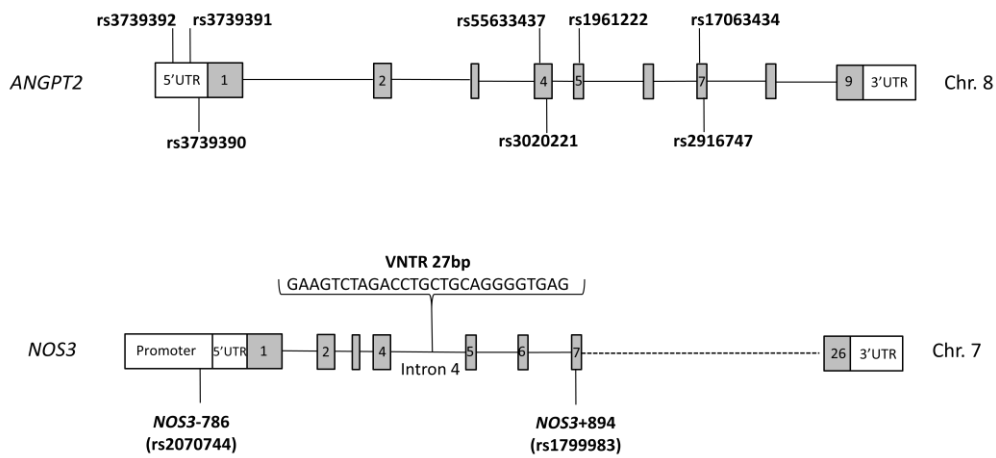 rs3739392 rs3739391 rs55633437 rs1961222 rs17063434
ANGPT2 5'UTR 1 2 4 5 7 9 3'UTR Chr. 8
rs3739390 rs3020221 rs2916747
VNTR 27bp
GAAGTCTAGACCTGCTGCAGGGGTGAG
NOS3 Promoter 5'UTR 1 2 4 5 6 7 26 3'UTR Chr. 7
Intron 4
NOS3-786 NOS3+894
(rs2070744) (rs1799983)